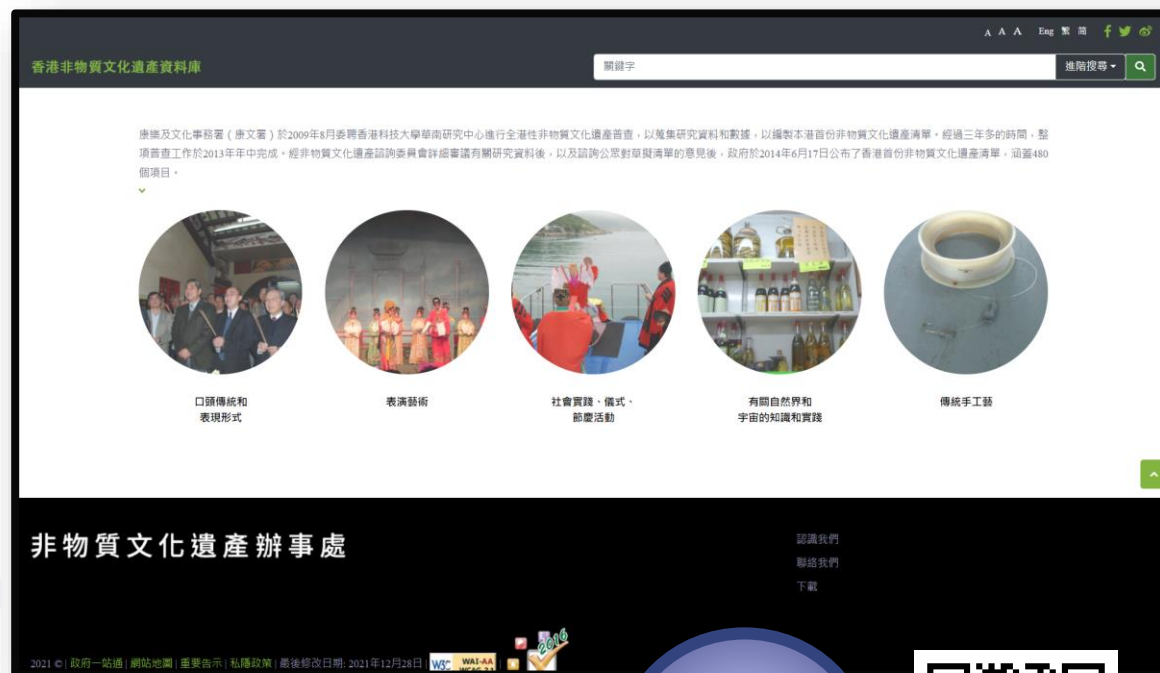 A A A Eng 繁 简
香港非物質文化遺產資料庫
關鍵字
進階搜尋
康樂及文化事務署（康文署）於2009年8月委聘香港科技大學華南研究中心進行全港性非物質文化遺產普查，以蒐集研究資料和數據，以編製本港首份非物質文化遺產清單。經過三年多的時間，整
項普查工作於2013年年中完成。經非物質文化遺產諮詢委員會詳細審議有關研究資料後，以及諮詢公眾對草擬清單的意見後，政府於2014年6月17日公布了香港首份非物質文化遺產清單，涵蓋480
個項目。
口頭傳統和
表現形式
表演藝術
社會實踐、儀式、
節慶活動
有關自然界和
宇宙的知識和實踐
傳統手工藝
非物質文化遺產辦事處
認識我們
聯絡我們
下載
2021 © | 政府一站通 | 網站地圖 | 重要告示 | 私隱政策 | 最後修改日期: 2021年12月28日 | W3C WAI-AA WCAG 2.1
2016